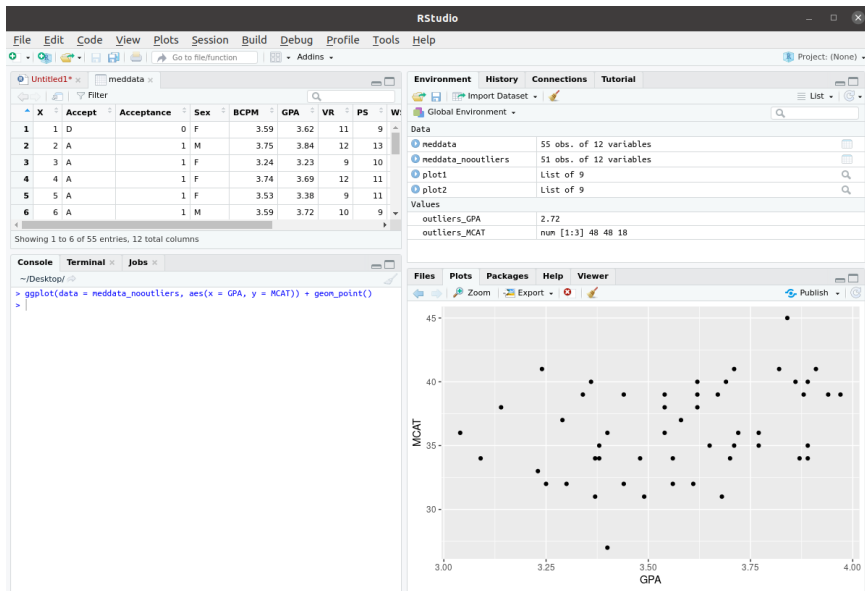 RStudio
File Edit Code View Plots Session Build Debug Profile Tools Help
Go to file/function Addins Project: (None)
Untitled1* meddata
Filter
X Accept Acceptance Sex BCPM GPA VR PS WS
1 1 D 0 F 3.59 3.62 11 9
2 2 A 1 M 3.75 3.84 12 13
3 3 A 1 F 3.24 3.23 9 10
4 4 A 1 F 3.74 3.69 12 11
5 5 A 1 F 3.53 3.38 9 11
6 6 A 1 M 3.59 3.72 10 9
Showing 1 to 6 of 55 entries, 12 total columns
Console Terminal Jobs
~/Desktop/
> ggplot(data = meddata_nooutliers, aes(x = GPA, y = MCAT)) + geom_point()
>
Environment History Connections Tutorial
Import Dataset List
Global Environment
Data
meddata 55 obs. of 12 variables
meddata_nooutliers 51 obs. of 12 variables
plot1 List of 9
plot2 List of 9
Values
outliers_GPA 2.72
outliers_MCAT num [1:3] 48 48 18
Files Plots Packages Help Viewer
Zoom Export Publish
45
40
35
30
MCAT
3.00 3.25 3.50 3.75 4.00
GPA